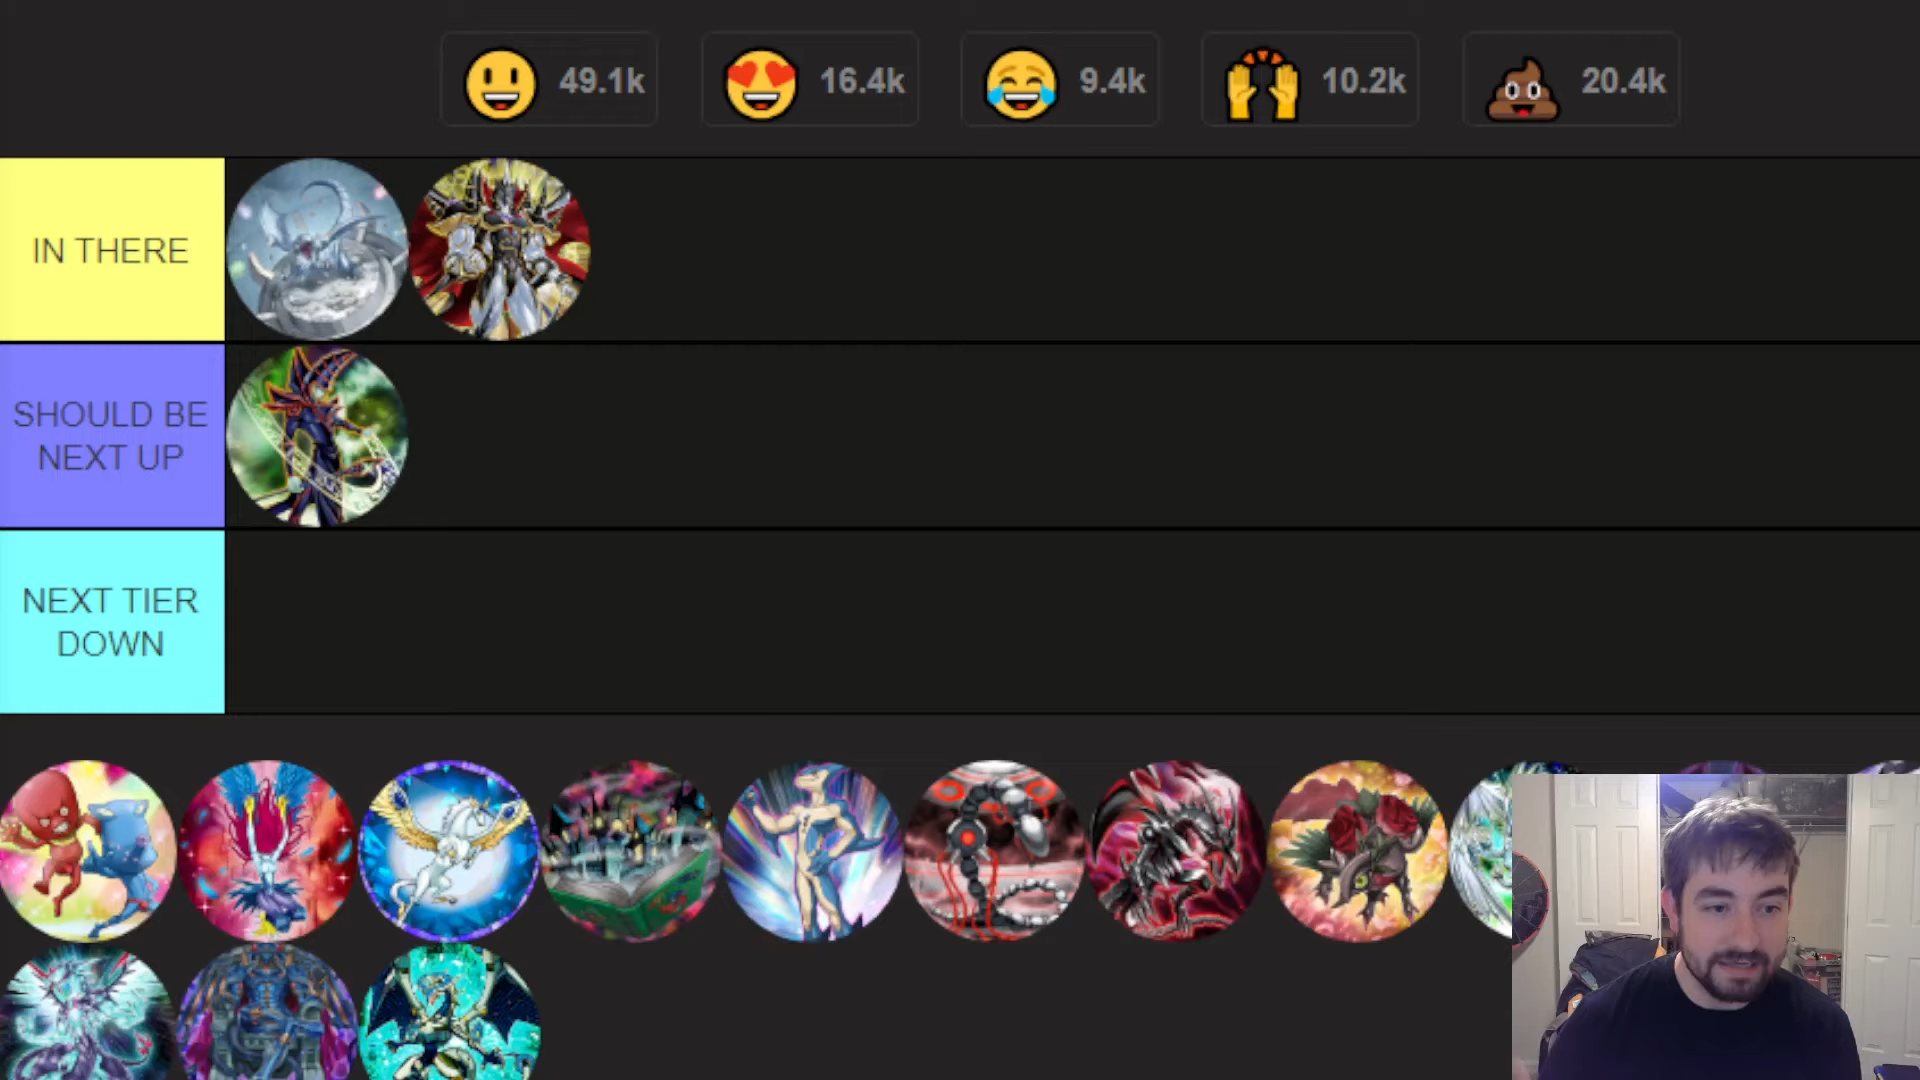 49.1k 16.4k 9.4k 10.2k 20.4k
IN THERE
SHOULD BE
NEXT UP
NEXT TIER
DOWN